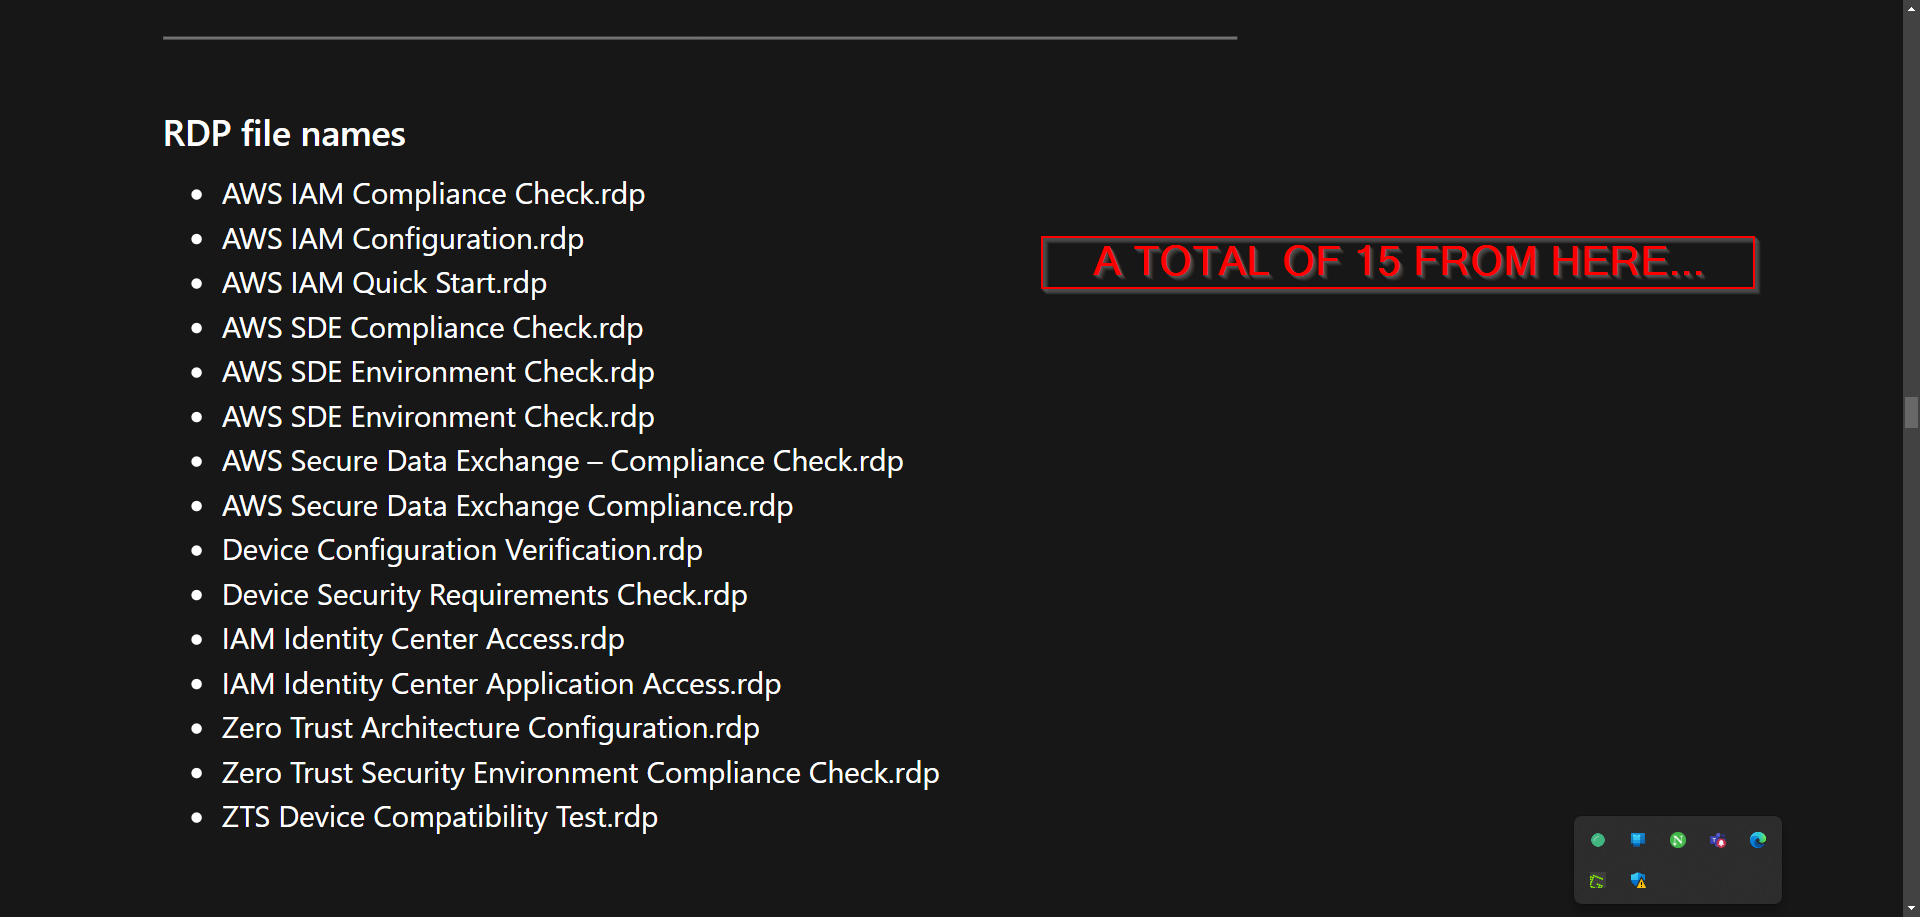 RDP file names
AWS IAM Compliance Check.rdp
AWS IAM Configuration.rdp
A TOTAL OF 15 FROM HERE...
AWS IAM Quick Start.rdp
AWS SDE Compliance Check.rdp
AWS SDE Environment Check.rdp
AWS SDE Environment Check.rdp
AWS Secure Data Exchange – Compliance Check.rdp
AWS Secure Data Exchange Compliance.rdp
Device Configuration Verification.rdp
Device Security Requirements Check.rdp
IAM Identity Center Access.rdp
IAM Identity Center Application Access.rdp
Zero Trust Architecture Configuration.rdp
Zero Trust Security Environment Compliance Check.rdp
ZTS Device Compatibility Test.rdp